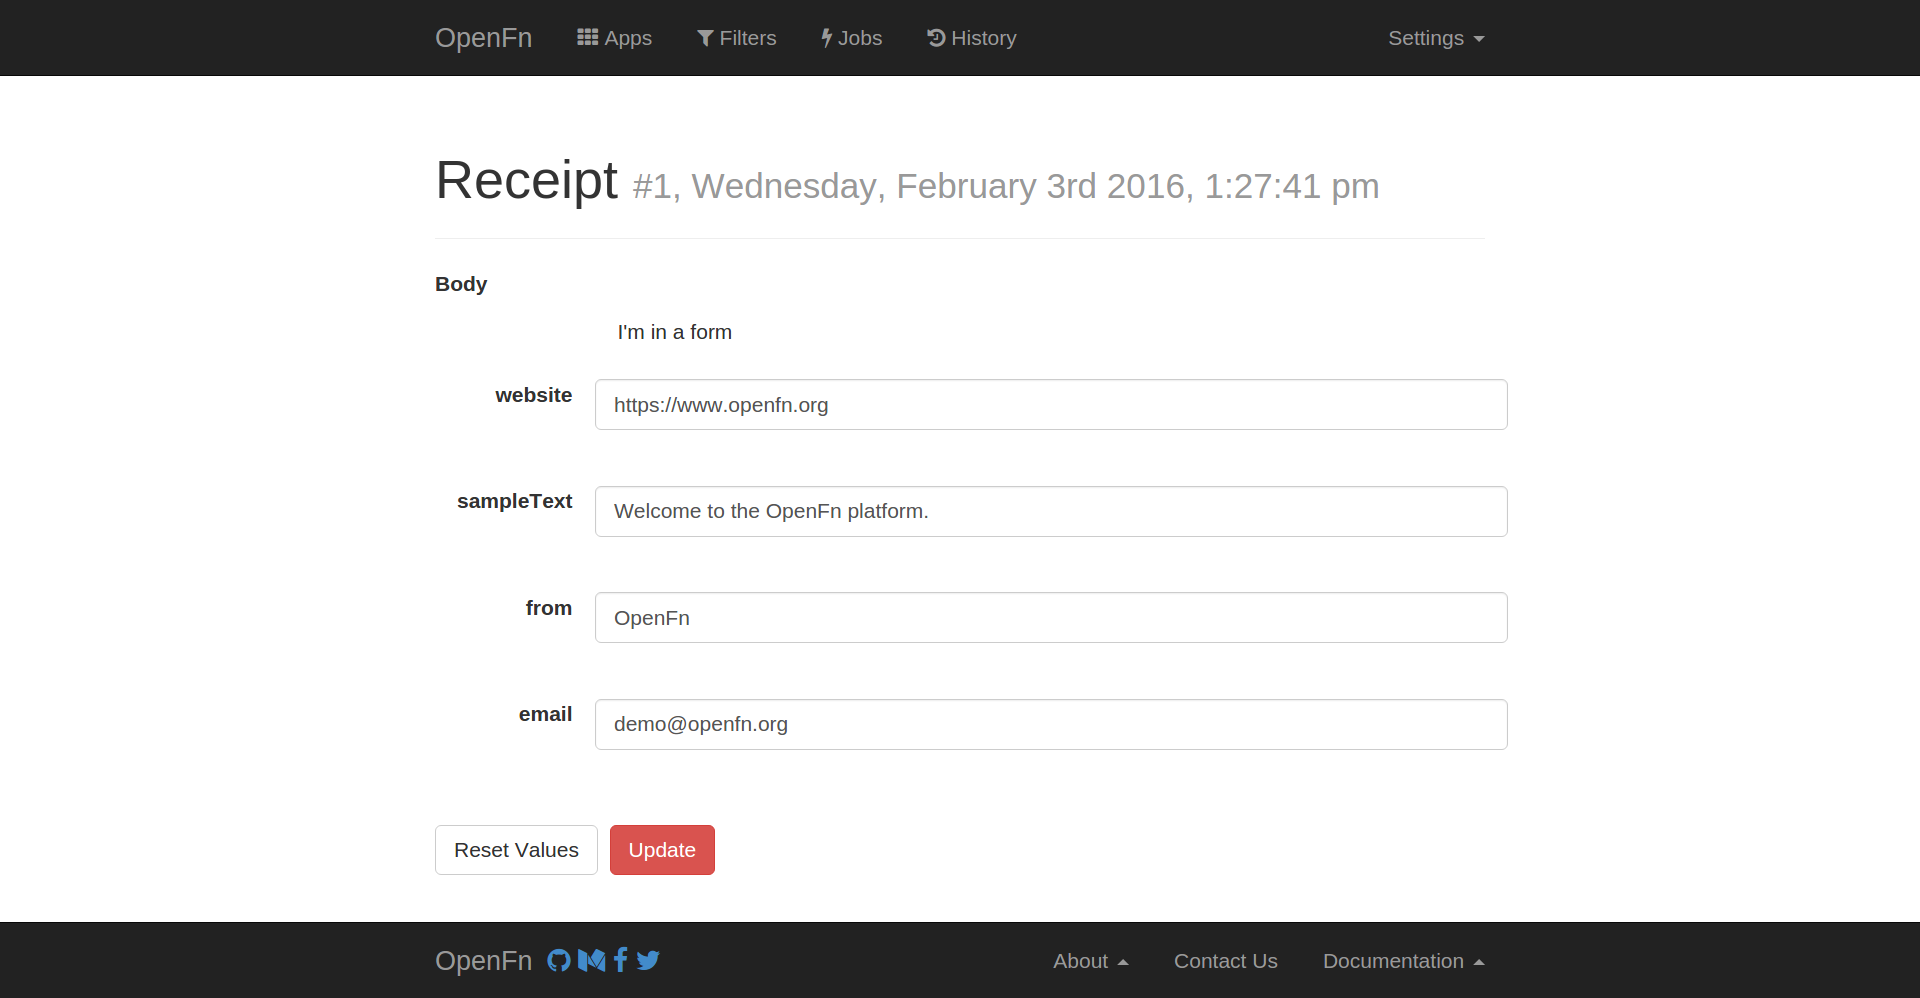 OpenFn Apps Filters Jobs History Settings
Receipt #1, Wednesday, February 3rd 2016, 1:27:41 pm
Body
I'm in a form
website https://www.openfn.org
sampleText Welcome to the OpenFn platform.
from OpenFn
email demo@openfn.org
Reset Values Update
OpenFn About Contact Us Documentation